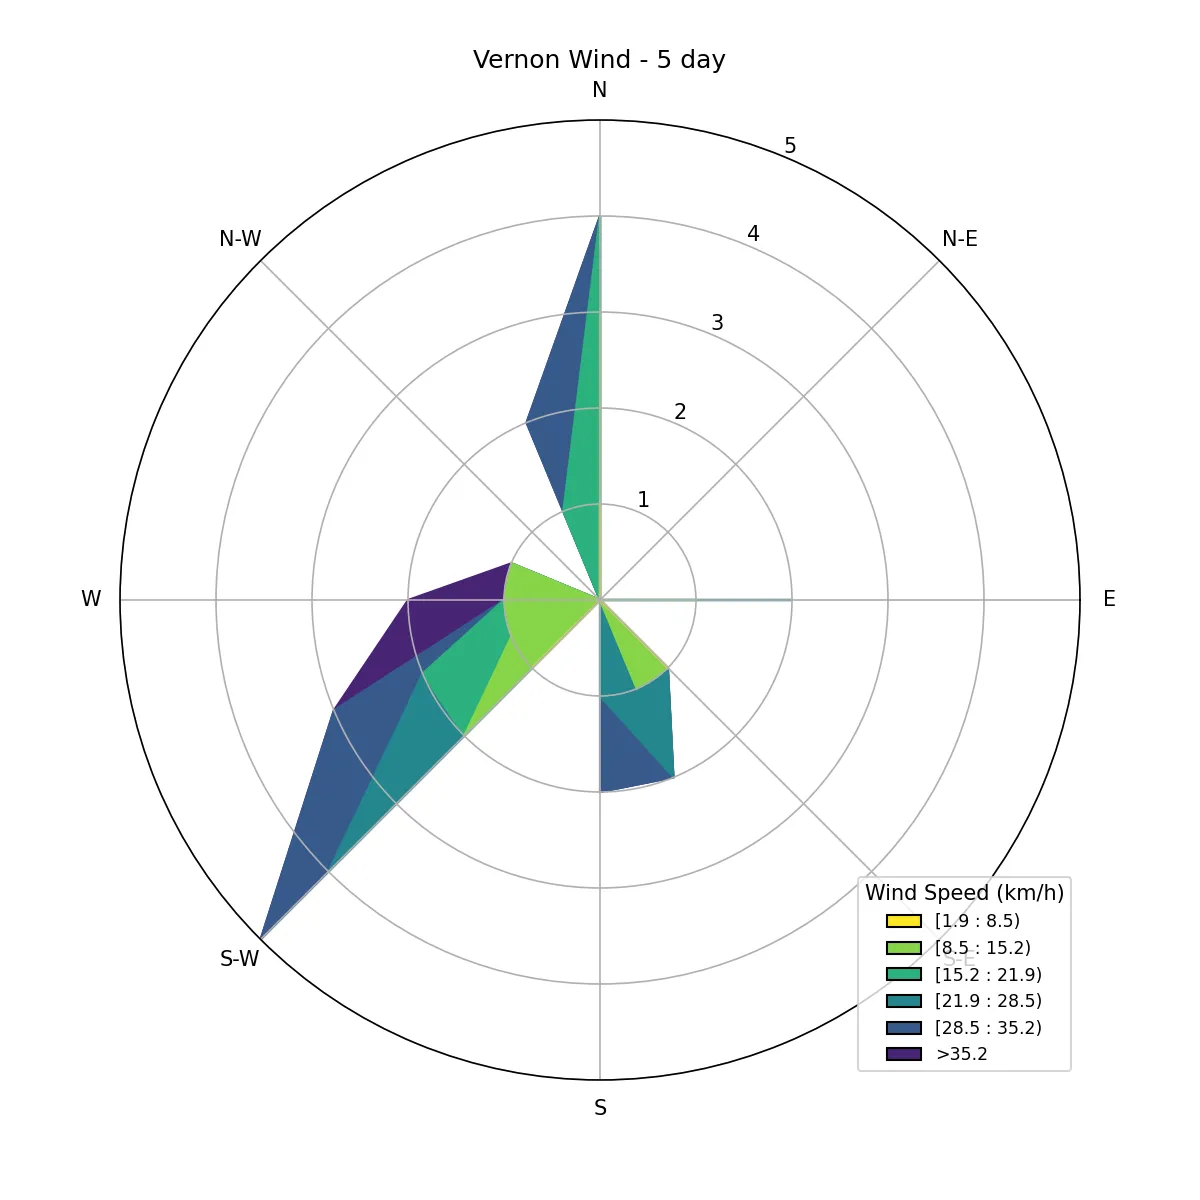 Vernon Wind - 5 day
N
5
N-W
4
N-E
3
2
1
W
E
S-W
S-E
Wind Speed (km/h)
[1.9 : 8.5)
[8.5 : 15.2)
[15.2 : 21.9)
[21.9 : 28.5)
[28.5 : 35.2)
>35.2
S